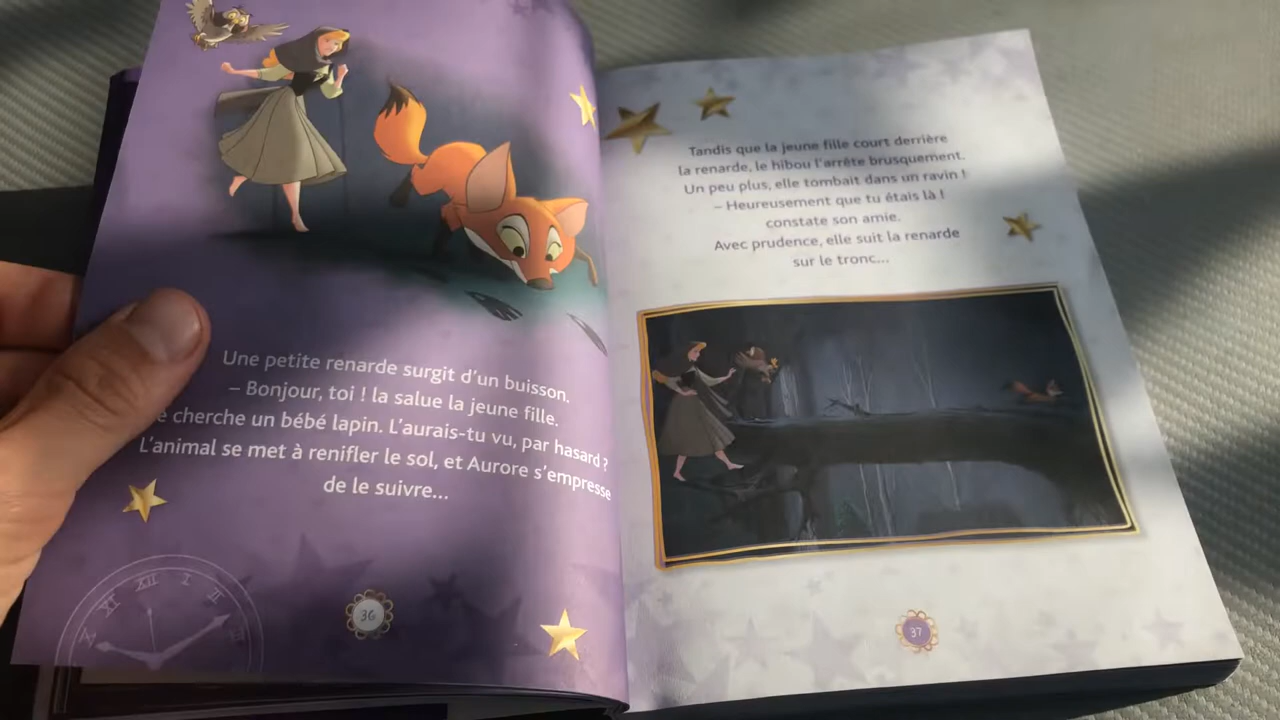 Une petite renarde surgit d'un buisson.
– Bonjour, toi ! la salue la jeune fille.
cherche un bébé lapin. L'aurais-tu vu, par hasard ?
L'animal se met à renifler le sol, et Aurore s'empresse
de le suivre...
XI XII I II
36
Tandis que la jeune fille court derrière
la renarde, le hibou l'arrête brusquement.
Un peu plus, elle tombait dans un ravin !
– Heureusement que tu étais là !
constate son amie.
Avec prudence, elle suit la renarde
sur le tronc...
37